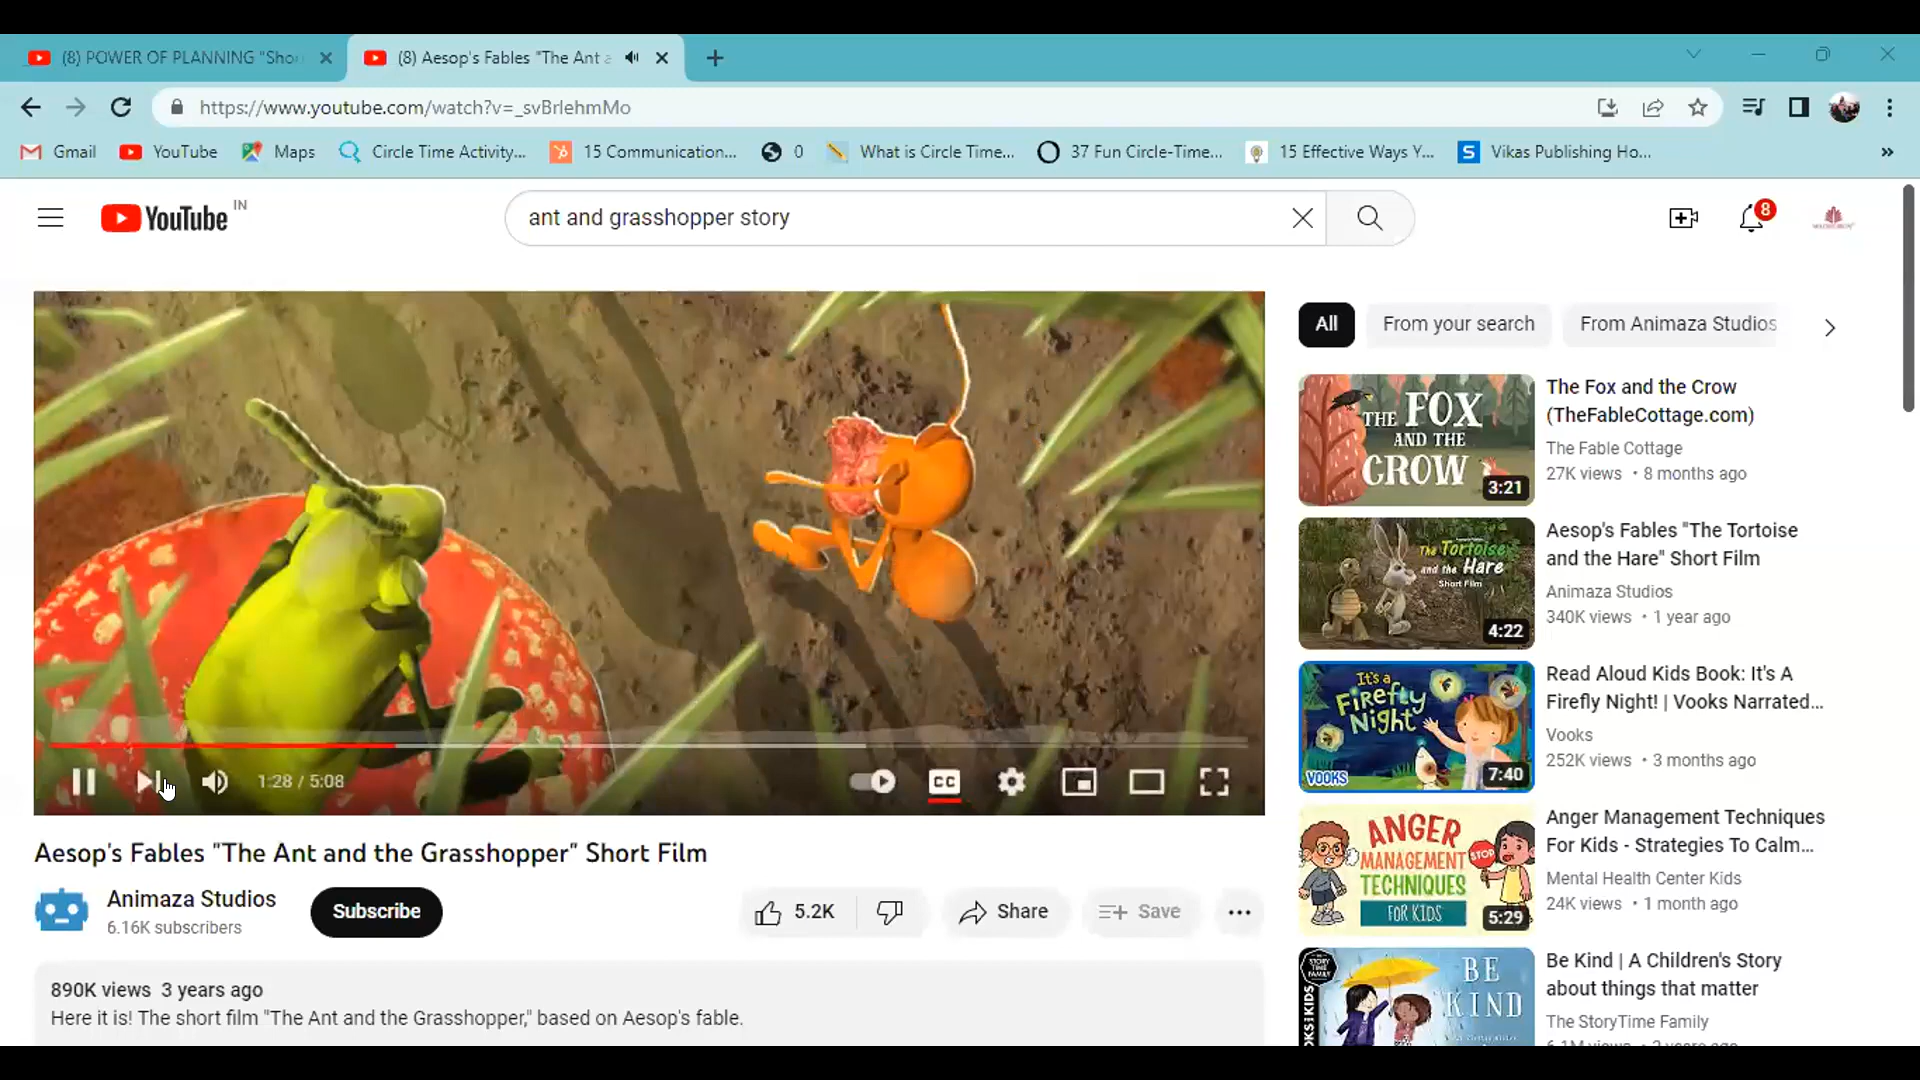 (8) POWER OF PLANNING "Sho
(8) Aesop's Fables "The Ant a
https://www.youtube.com/watch?v=_svBrlehmMo
Gmail
YouTube
Maps
Circle Time Activity...
15 Communication...
0
What is Circle Time...
37 Fun Circle-Time...
15 Effective Ways Y...
S
Vikas Publishing Ho...
»
YouTube IN
ant and grasshopper story
8
All
From your search
From Animaza Studios
THE FOX
AND THE
CROW
3:21
The Fox and the Crow
(TheFableCottage.com)
The Fable Cottage
27K views • 8 months ago
The Tortoise
and the Hare
Short Film
4:22
Aesop's Fables "The Tortoise
and the Hare" Short Film
Animaza Studios
340K views • 1 year ago
It's a
Firefly
Night
VOOKS
7:40
Read Aloud Kids Book: It's A
Firefly Night! | Vooks Narrated...
Vooks
252K views • 3 months ago
ANGER
MANAGEMENT
TECHNIQUES
FOR KIDS
STOP
5:29
Anger Management Techniques
For Kids - Strategies To Calm...
Mental Health Center Kids
24K views • 1 month ago
STORY
TIME
FAMILY
BE
KIND
Be Kind | A Children's Story
about things that matter
The StoryTime Family
1:28 / 5:08
CC
Aesop's Fables "The Ant and the Grasshopper" Short Film
Animaza Studios
6.16K subscribers
Subscribe
5.2K
Share
Save
890K views 3 years ago
Here it is! The short film "The Ant and the Grasshopper," based on Aesop's fable.